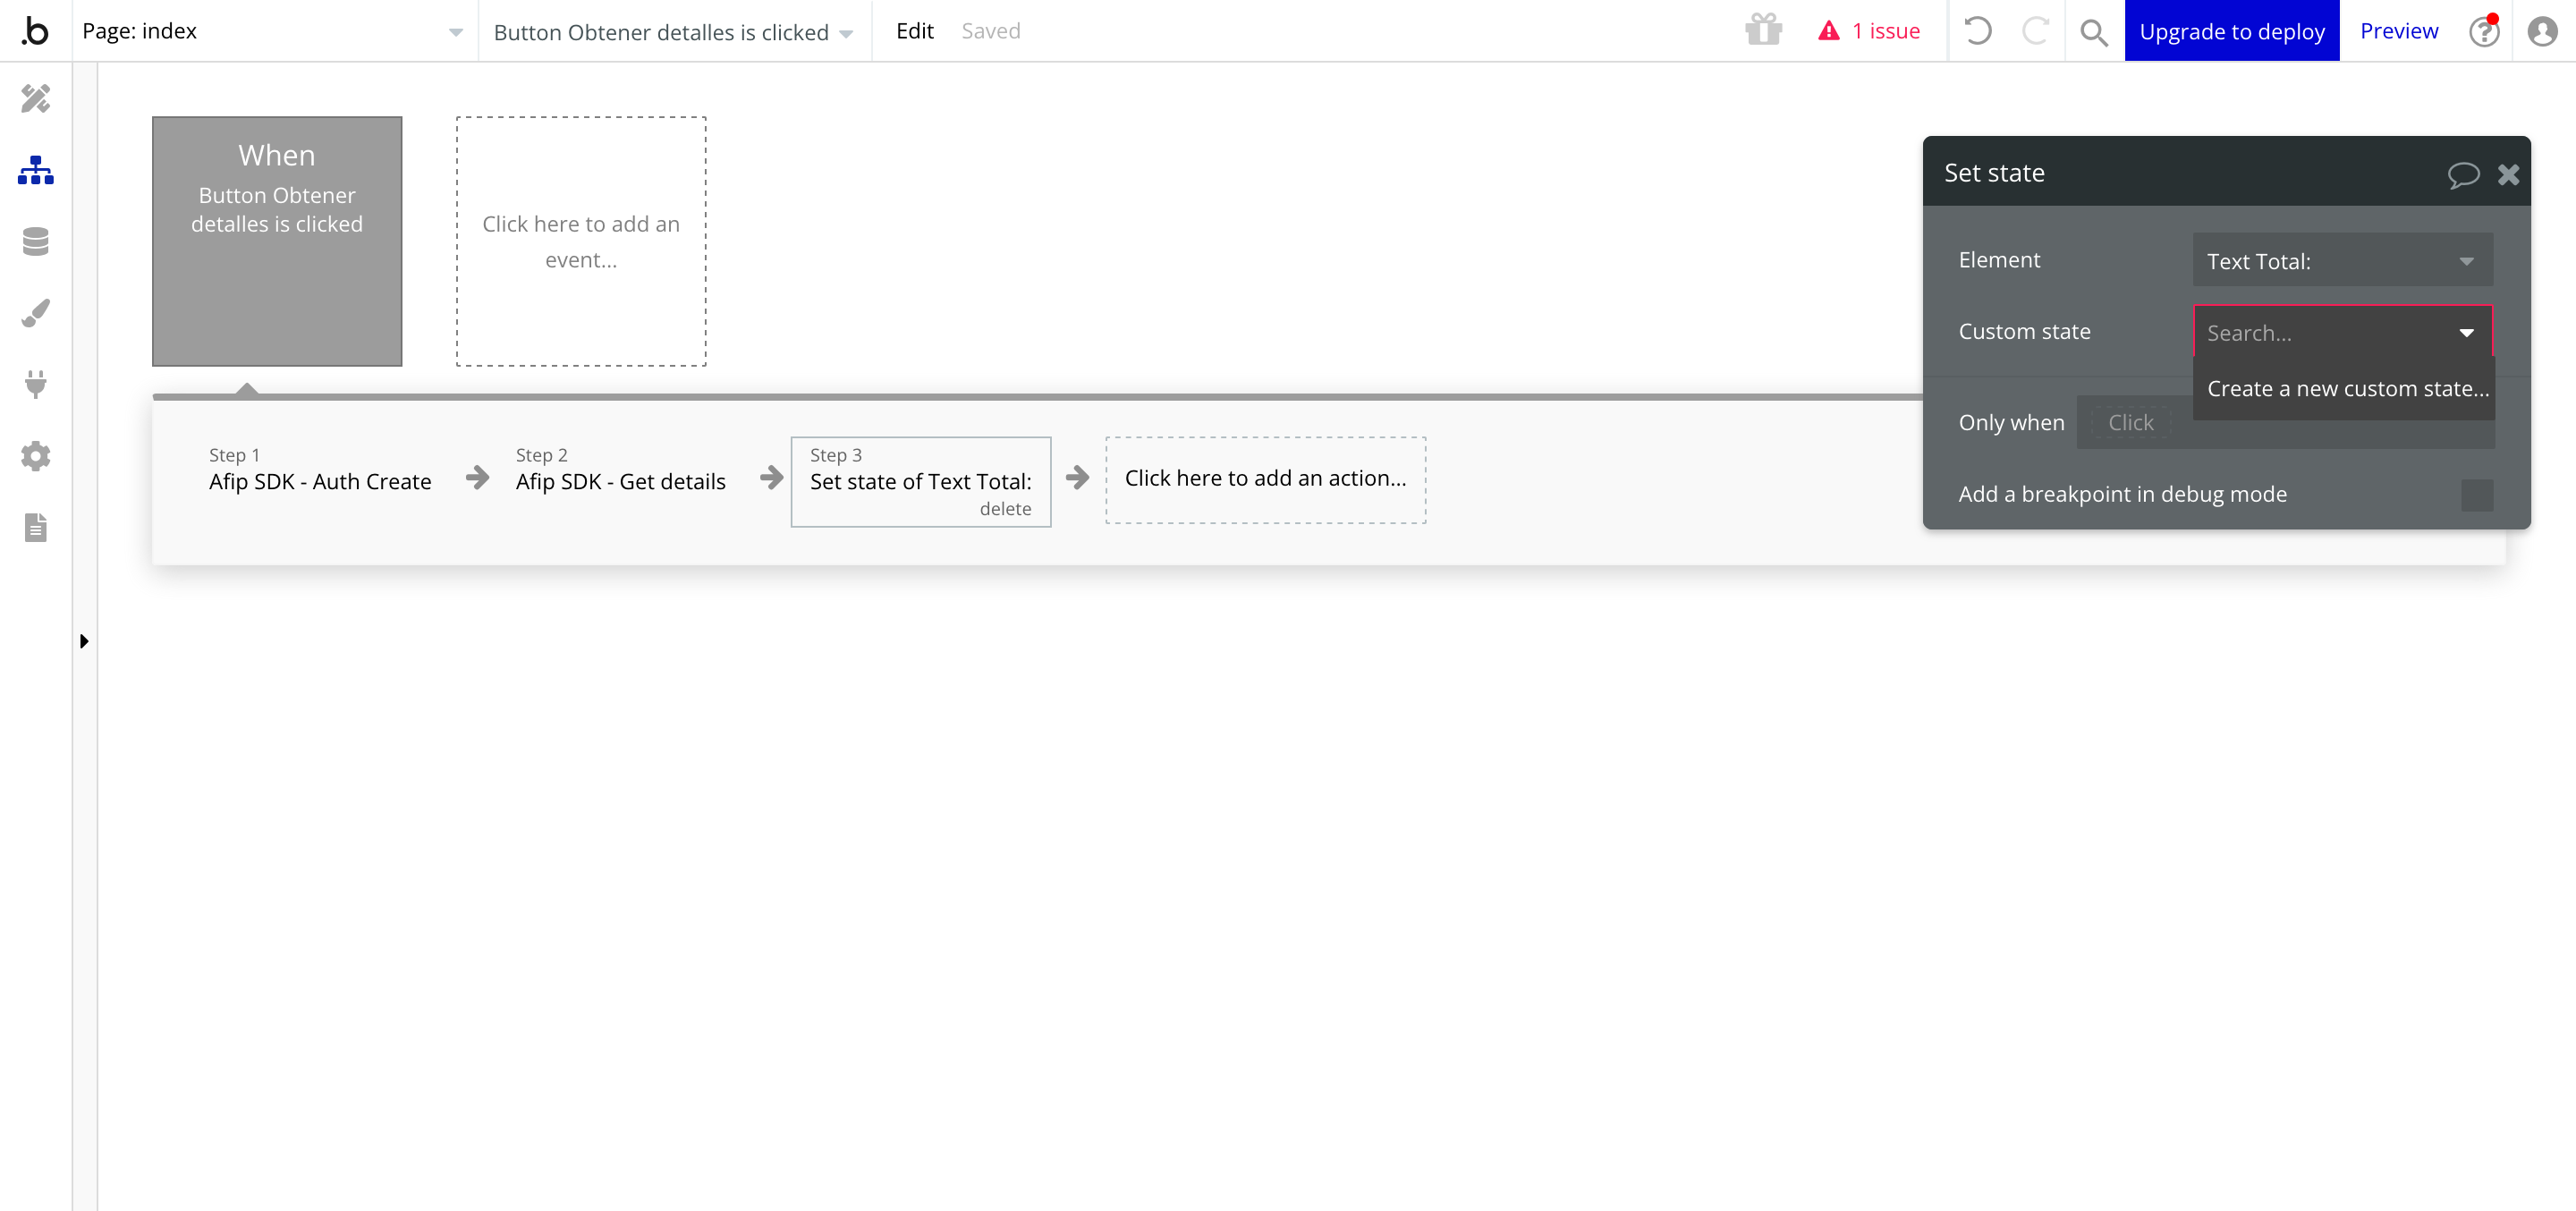 .b
Page: index
Button Obtener detalles is clicked
Edit
Saved
1 issue
Upgrade to deploy
Preview
When
Button Obtener
detalles is clicked
Click here to add an
event...
Set state
Element
Text Total:
Custom state
Search...
Create a new custom state...
Only when
Click
Add a breakpoint in debug mode
Step 1
Afip SDK - Auth Create
Step 2
Afip SDK - Get details
Step 3
Set state of Text Total:
delete
Click here to add an action...